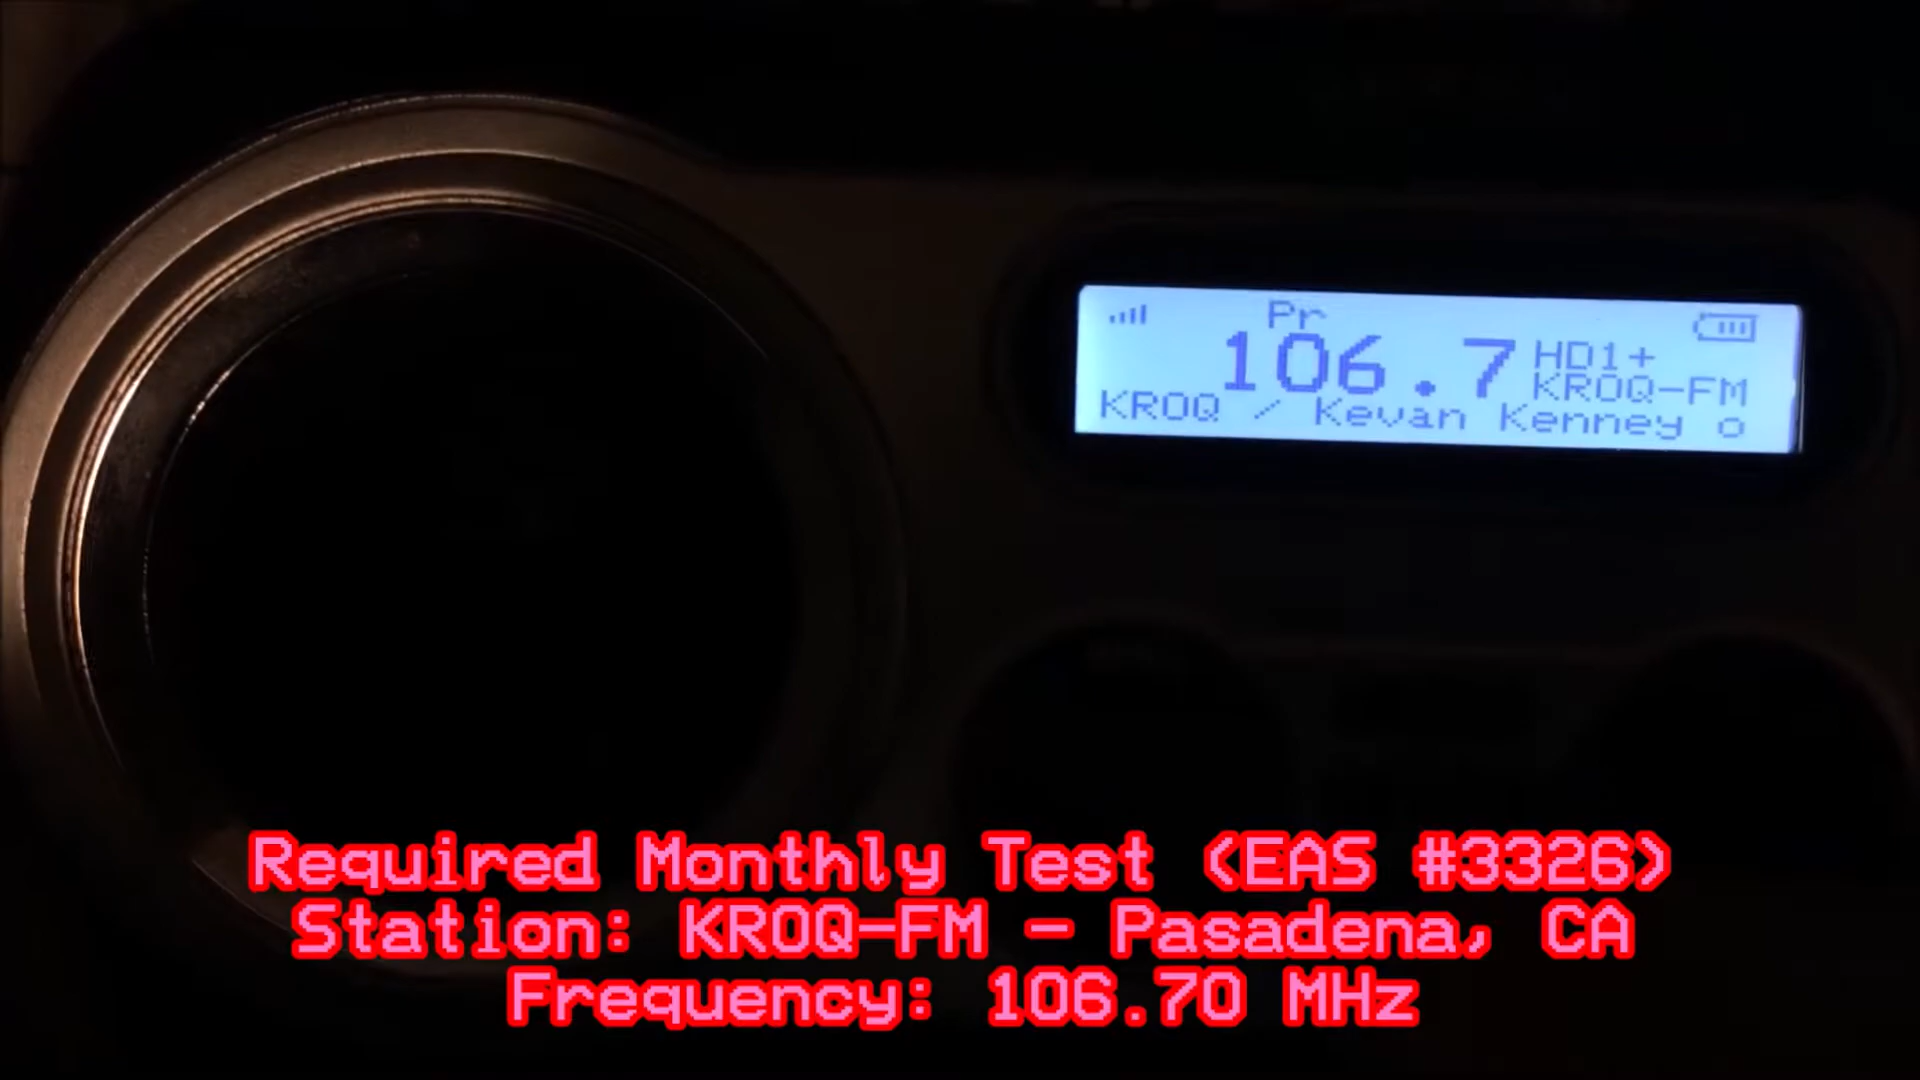 Pr
106.7 HD1+
KROQ-FM
KROQ / Kevan Kenney o
Required Monthly Test (EAS #3326)
Station: KROQ-FM - Pasadena, CA
Frequency: 106.70 MHz